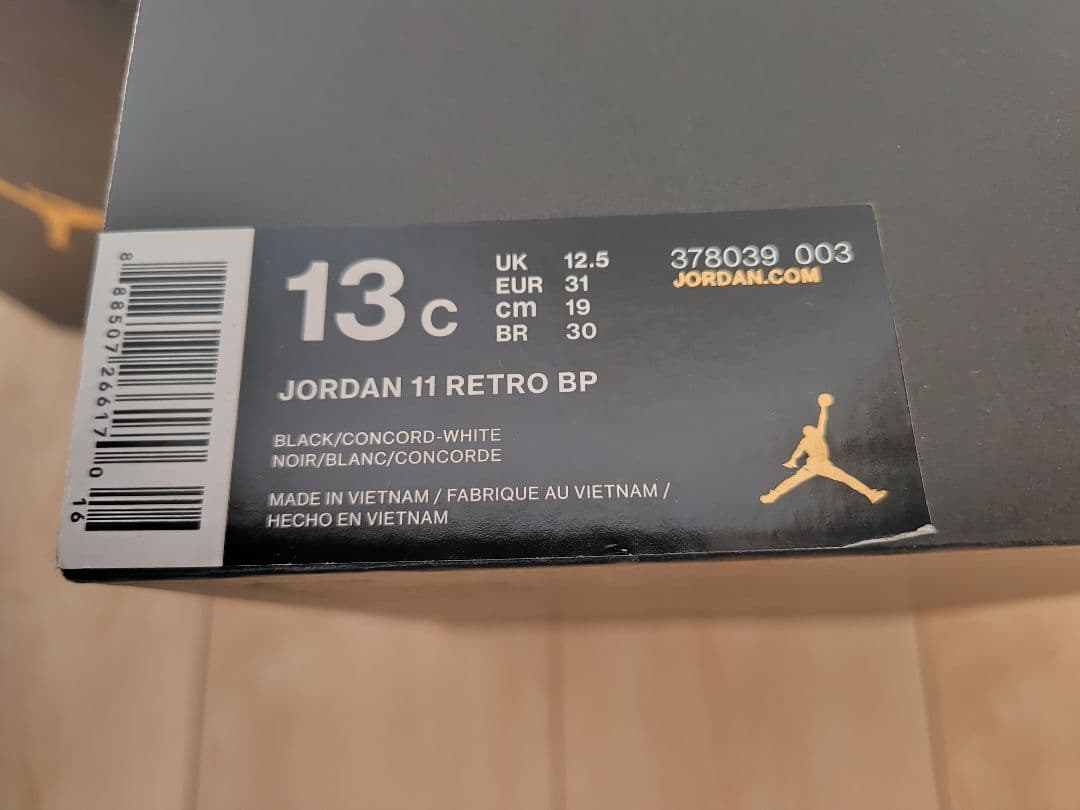 13 C
UK 12.5
EUR 31
cm 19
BR 30
378039 003
JORDAN.COM
JORDAN 11 RETRO BP
BLACK/CONCORD-WHITE
NOIR/BLANC/CONCORDE
MADE IN VIETNAM / FABRIQUE AU VIETNAM /
HECHO EN VIETNAM
8 88507 26617 0 16